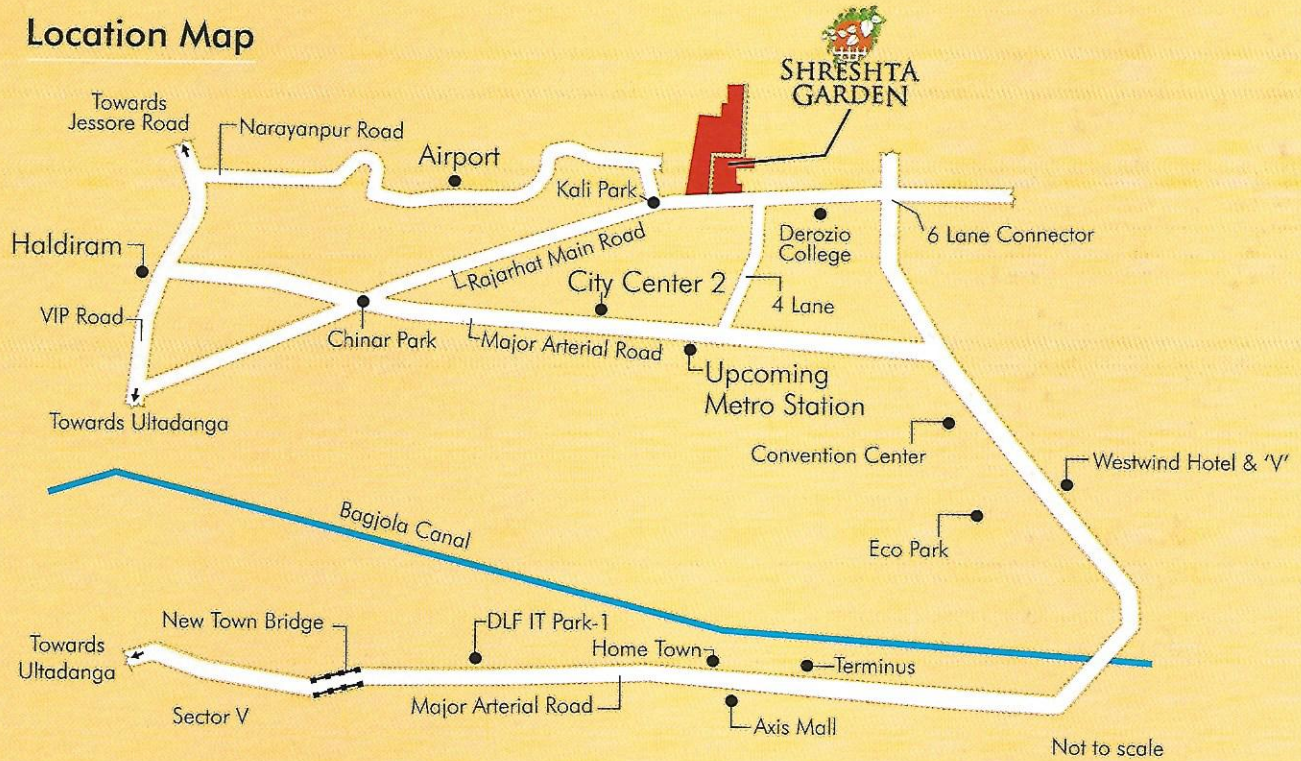 Location Map
SHRESHTA
GARDEN
Towards
Jessore Road
Narayanpur Road
Airport
Kali Park
Haldiram
Derozio
College
6 Lane Connector
Rajarhat Main Road
City Center 2
4 Lane
VIP Road
Chinar Park
Major Arterial Road
Upcoming
Metro Station
Towards Ultadanga
Convention Center
Westwind Hotel & ‘V’
Bagjola Canal
Eco Park
New Town Bridge
DLF IT Park-1
Towards
Ultadanga
Home Town
Terminus
Sector V
Major Arterial Road
Axis Mall
Not to scale